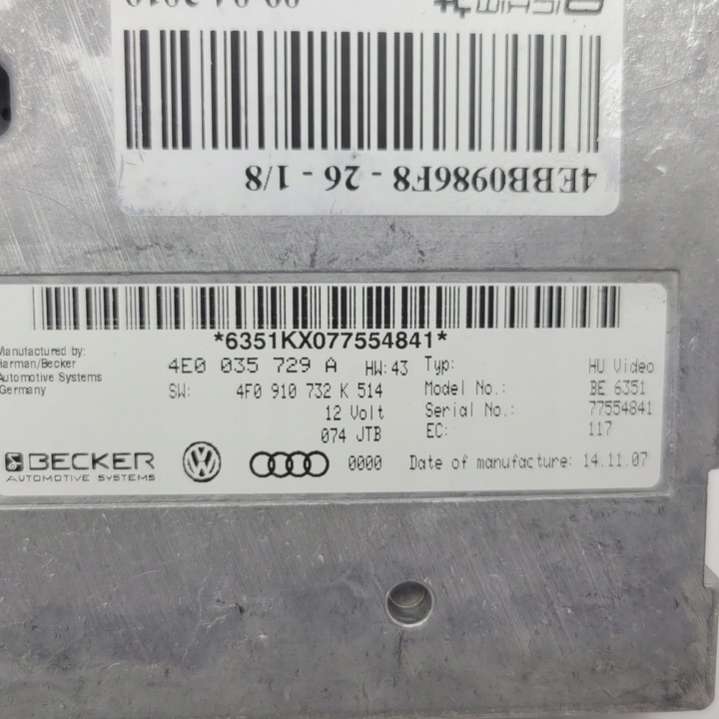 4EBB0986F8 - 26 - 1/8
*6351KX077554841*
Manufactured by:
Harman/Becker
Automotive Systems
Germany
4E0 035 729 A HW:43
SW: 4F0 910 732 K 514
12 Volt
074 JTB
Typ: HU Video
Model No.: BE 6351
Serial No.: 77554841
EC: 117
BECKER
AUTOMOTIVE SYSTEMS
0000 Date of manufacture: 14.11.07